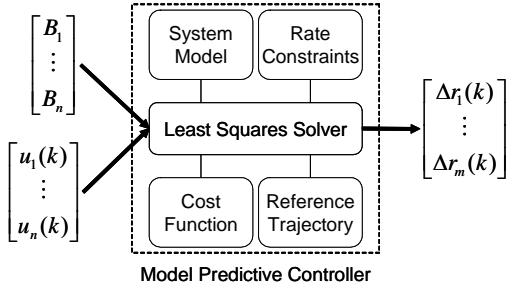 B1
⋮
Bn
u1(k)
⋮
un(k)
System
Model
Rate
Constraints
Least Squares Solver
Cost
Function
Reference
Trajectory
Δr1(k)
⋮
Δrm(k)
Model Predictive Controller